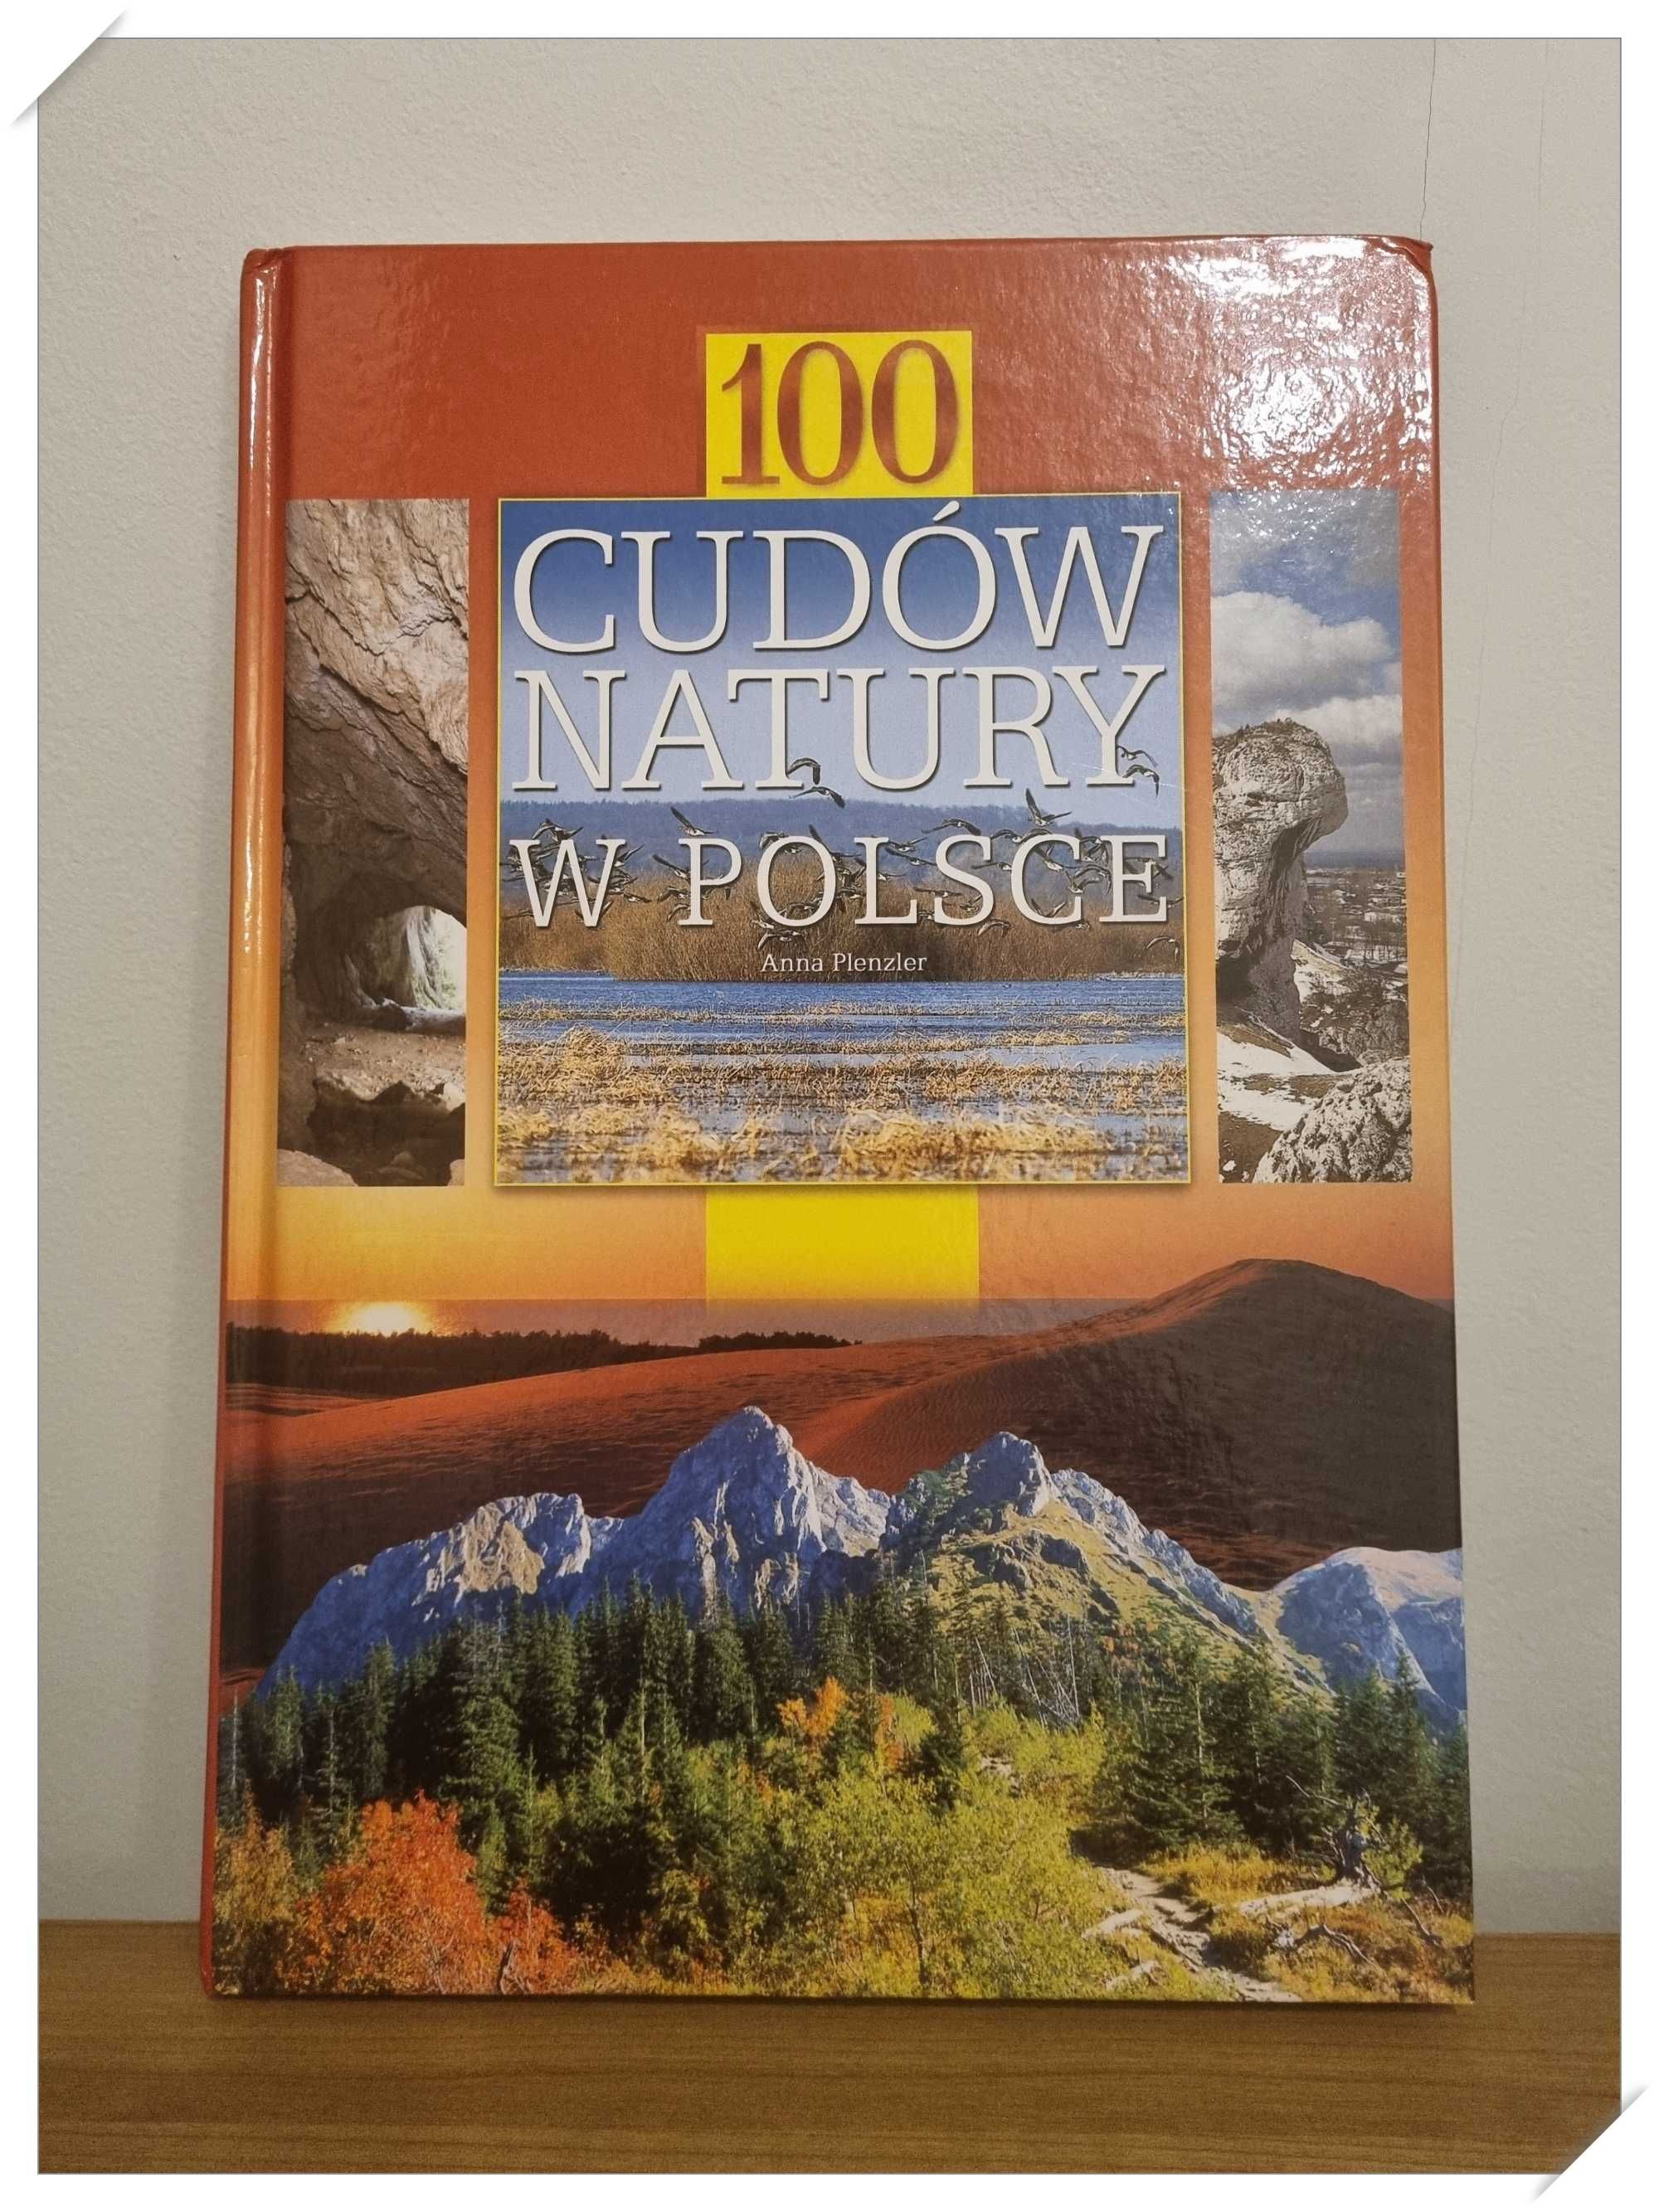 100
CUDÓW
NATURY
W POLSCE
Anna Plenzler